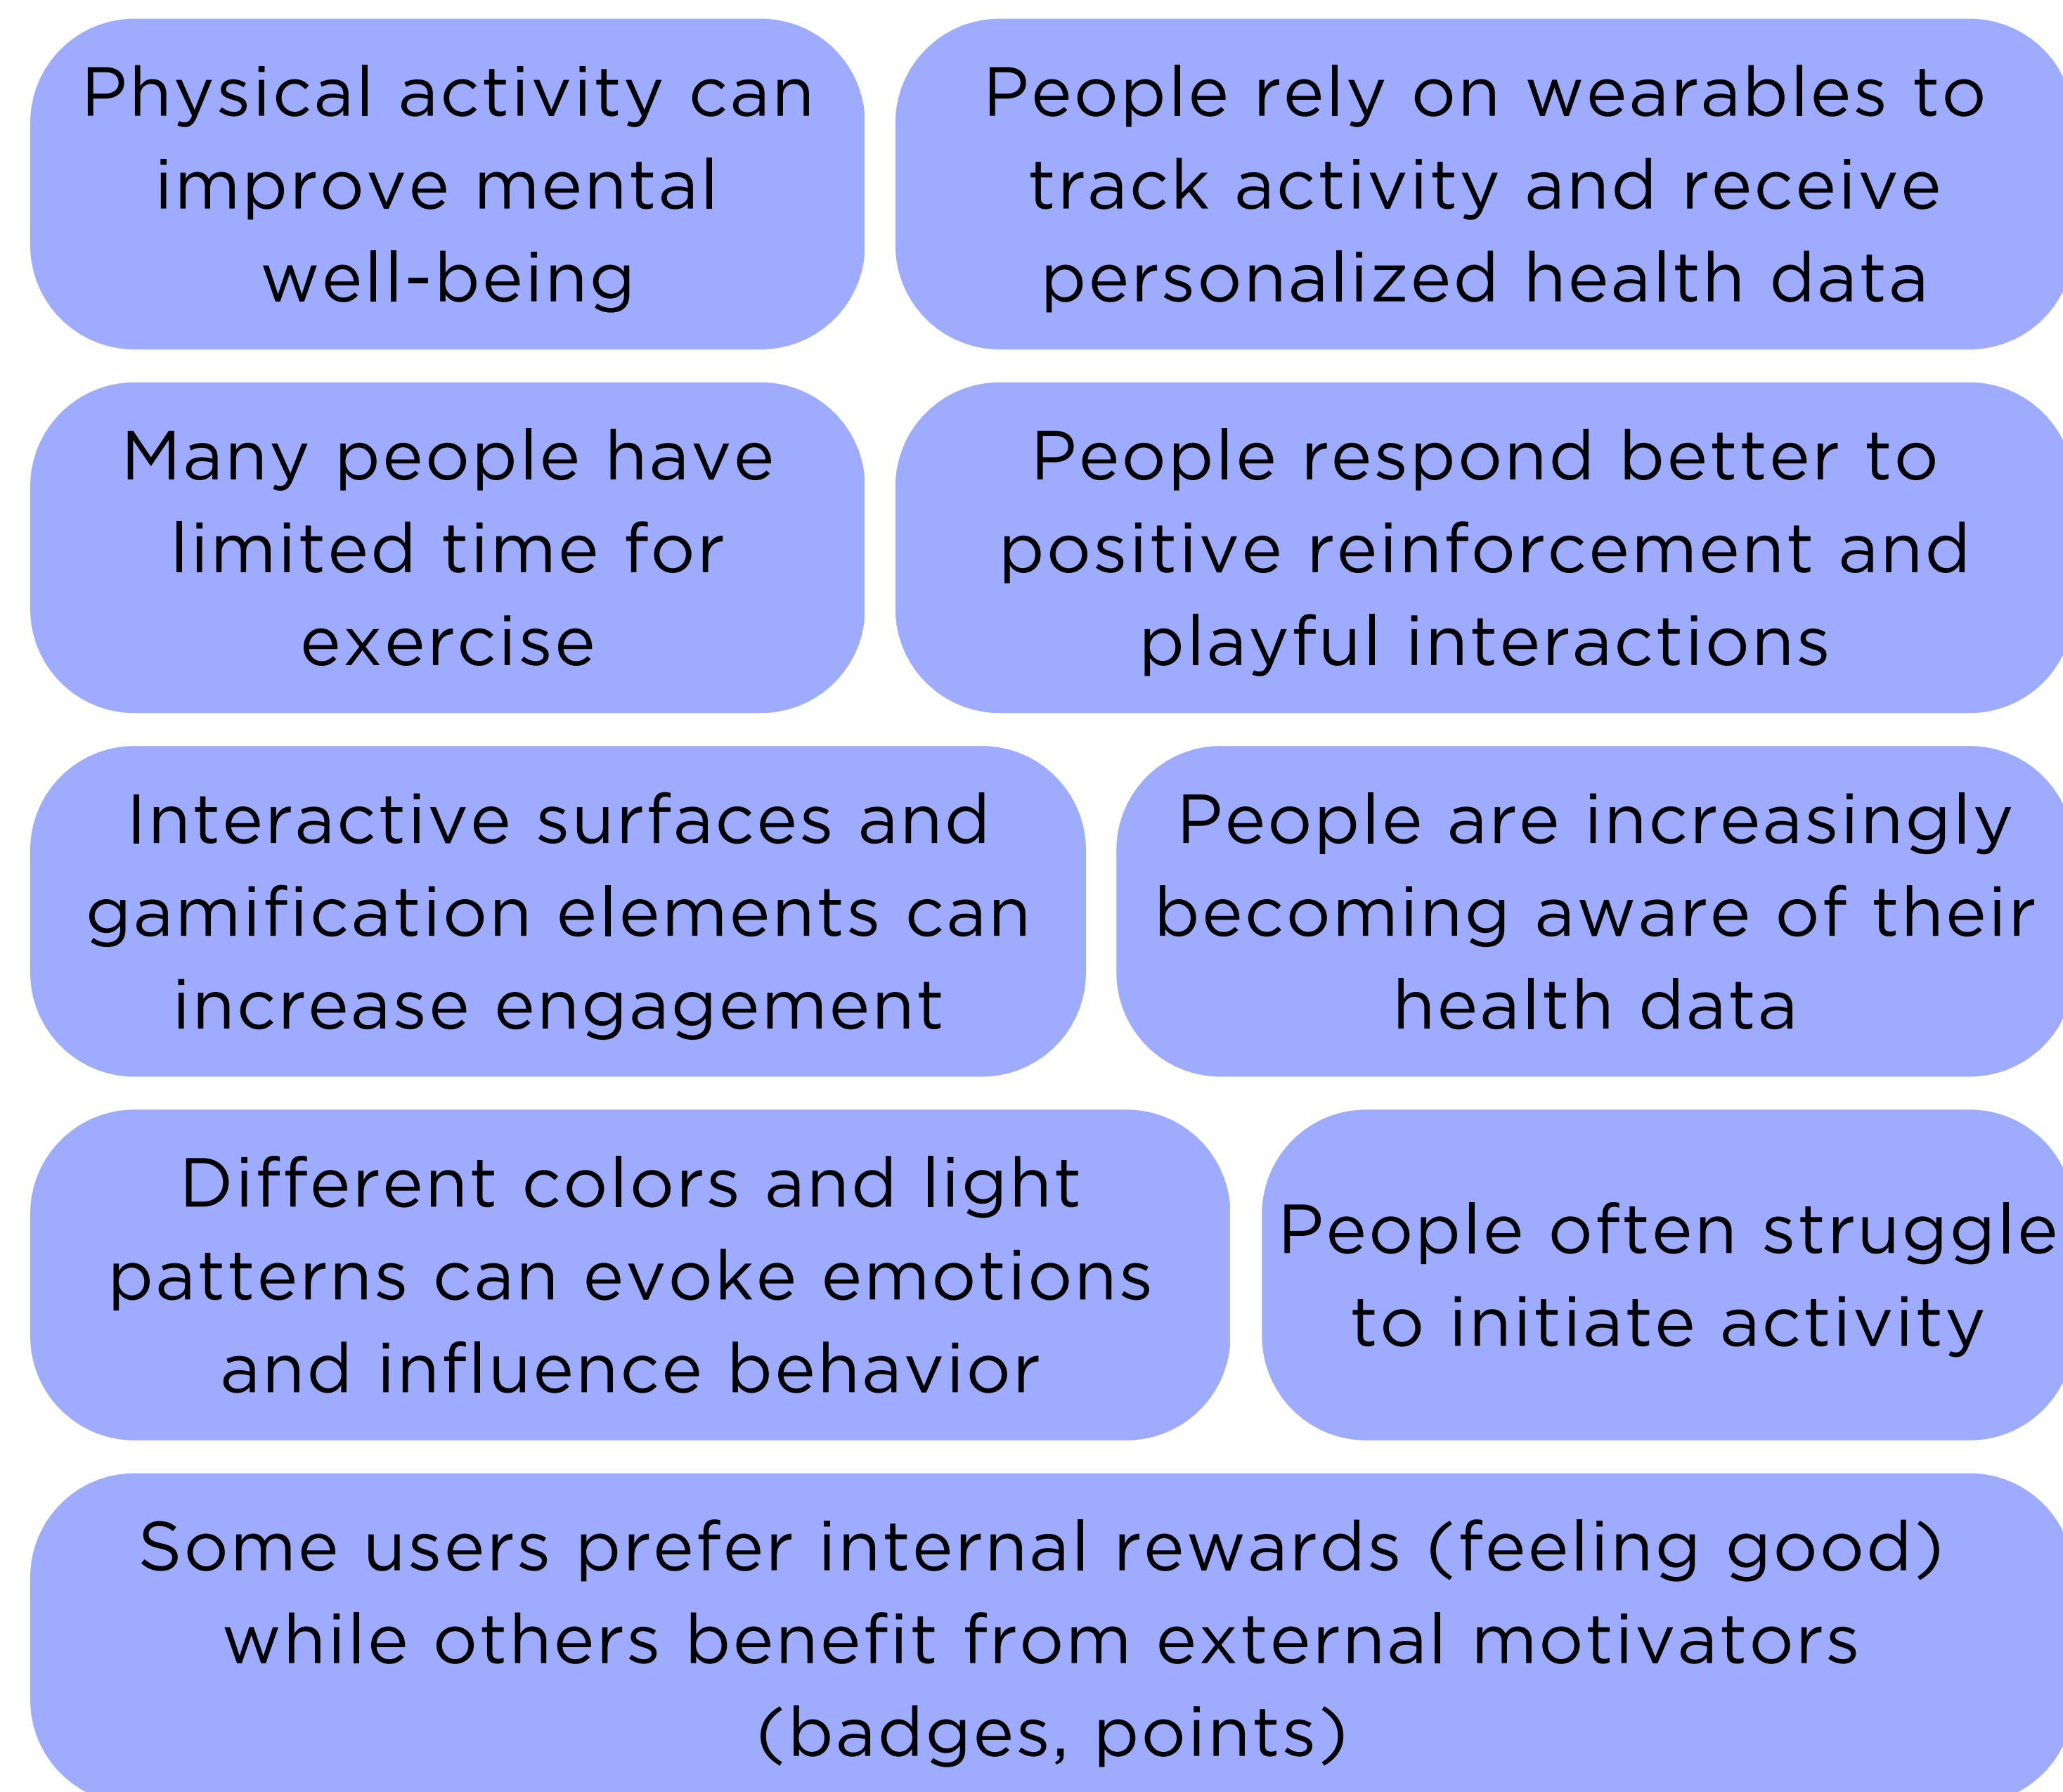 Physical activity can
improve mental
well-being
People rely on wearables to
track activity and receive
personalized health data
Many people have
limited time for
exercise
People respond better to
positive reinforcement and
playful interactions
Interactive surfaces and
gamification elements can
increase engagement
People are increasingly
becoming aware of their
health data
Different colors and light
patterns can evoke emotions
and influence behavior
People often struggle
to initiate activity
Some users prefer internal rewards (feeling good)
while others benefit from external motivators
(badges, points)